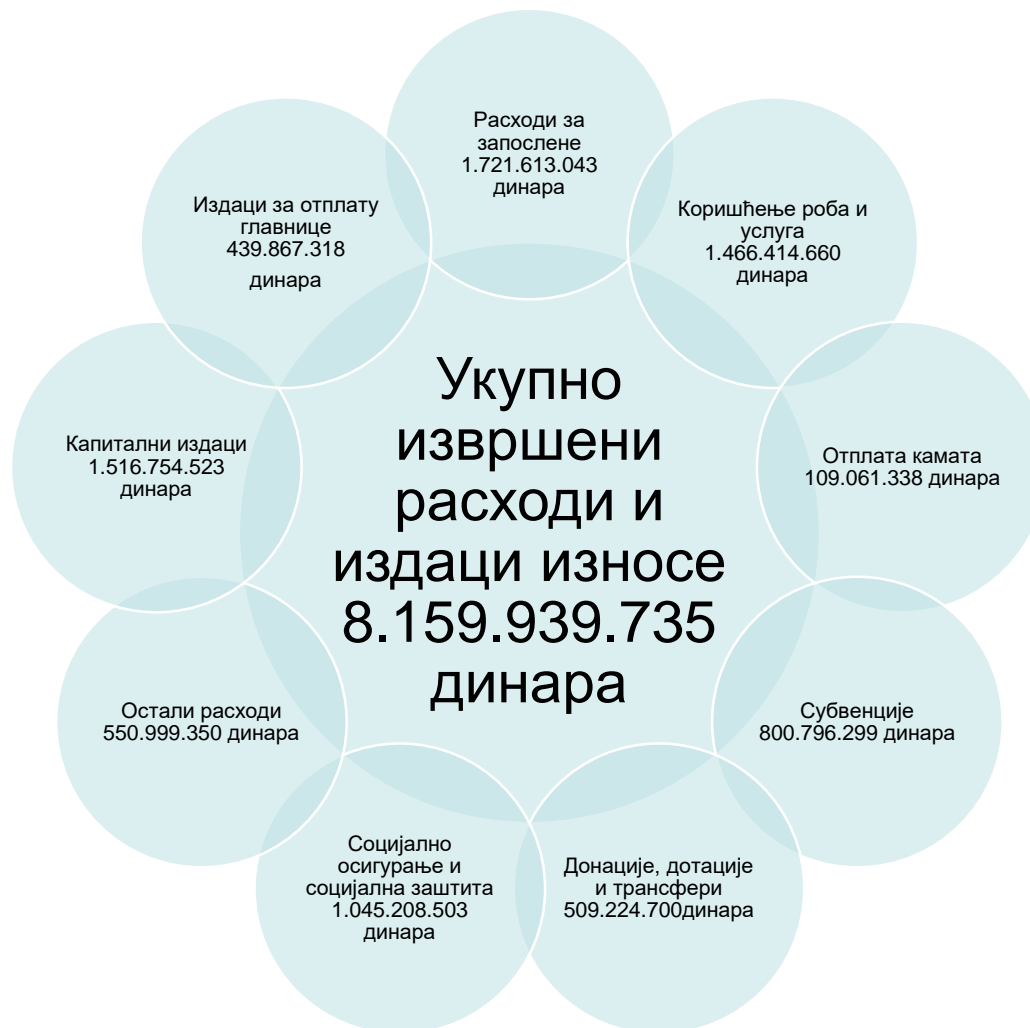 Расходи за
запослене
1.721.613.043
динара
Коришћење роба и
услуга
1.466.414.660
динара
Отплата камата
109.061.338 динара
Субвенције
800.796.299 динара
Донације, дотације
и трансфери
509.224.700динара
Социјално
осигурање и
социјална заштита
1.045.208.503
динара
Остали расходи
550.999.350 динара
Капитални издаци
1.516.754.523
динара
Издаци за отплату
главнице
439.867.318
динара
Укупно
извршени
расходи и
издаци износе
8.159.939.735
динара